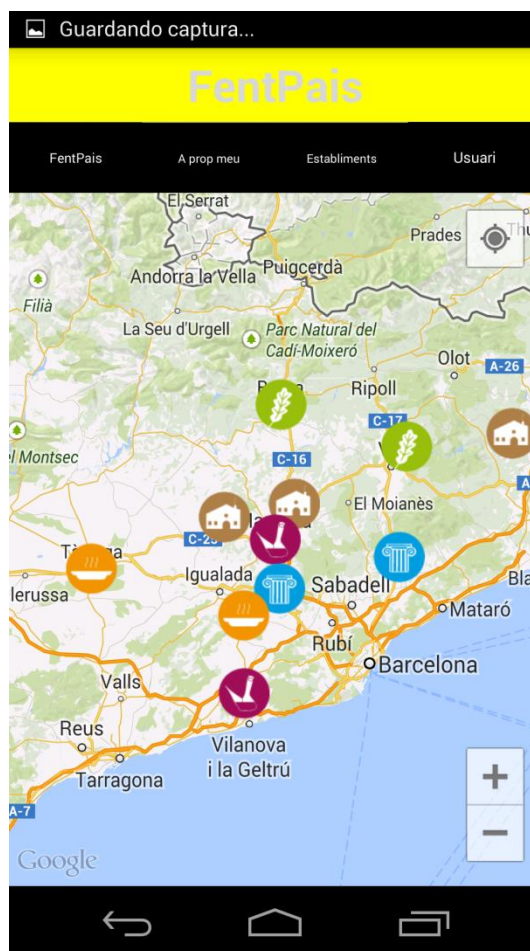 Guardando captura...
FentPais
FentPais
A prop meu
Establiments
Usuari
El Serrat
Prades
Andorra la Vella
Puigcerdà
Filià
La Seu d'Urgell
Parc Natural del
Cadí-Moixeró
Olot
A-26
Ripoll
C-17
el Montsec
C-16
El Moianès
Igualada
Sabadell
llerussa
Mataró
Rubí
Barcelona
Valls
Reus
Vilanova
i la Geltrú
Tarragona
A-7
+
−
Google